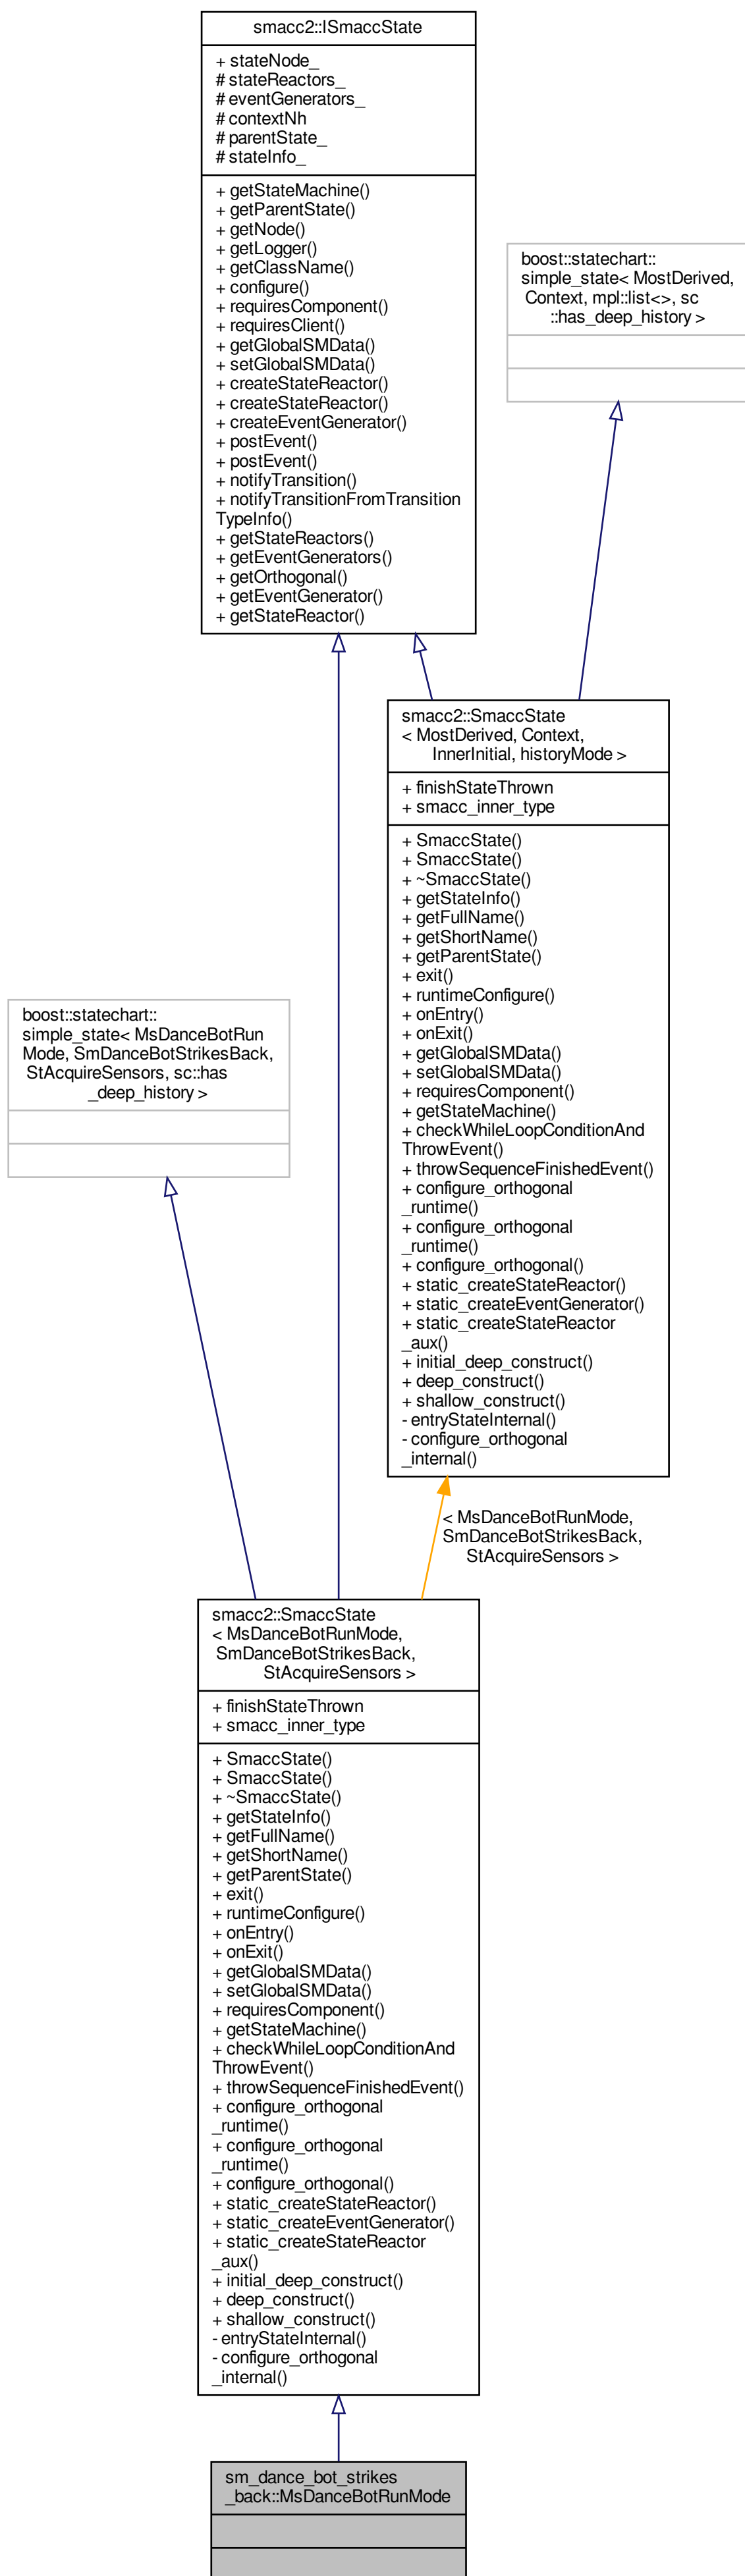 smacc2::ISmaccState
+ stateNode_
# stateReactors_
# eventGenerators_
# contextNh
# parentState_
# stateInfo_
+ getStateMachine()
+ getParentState()
+ getNode()
+ getLogger()
+ getClassName()
+ configure()
+ requiresComponent()
+ requiresClient()
+ getGlobalSMData()
+ setGlobalSMData()
+ createStateReactor()
+ createStateReactor()
+ createEventGenerator()
+ postEvent()
+ postEvent()
+ notifyTransition()
+ notifyTransitionFromTransition
TypeInfo()
+ getStateReactors()
+ getEventGenerators()
+ getOrthogonal()
+ getEventGenerator()
+ getStateReactor()
boost::statechart::
simple_state< MostDerived,
Context, mpl::list<>, sc
::has_deep_history >
smacc2::SmaccState
< MostDerived, Context,
InnerInitial, historyMode >
+ finishStateThrown
+ smacc_inner_type
+ SmaccState()
+ SmaccState()
+ ~SmaccState()
+ getStateInfo()
+ getFullName()
+ getShortName()
+ getParentState()
+ exit()
+ runtimeConfigure()
+ onEntry()
+ onExit()
+ getGlobalSMData()
+ setGlobalSMData()
+ requiresComponent()
+ getStateMachine()
+ checkWhileLoopConditionAnd
ThrowEvent()
+ throwSequenceFinishedEvent()
+ configure_orthogonal
_runtime()
+ configure_orthogonal
_runtime()
+ configure_orthogonal()
+ static_createStateReactor()
+ static_createEventGenerator()
+ static_createStateReactor
_aux()
+ initial_deep_construct()
+ deep_construct()
+ shallow_construct()
- entryStateInternal()
- configure_orthogonal
_internal()
boost::statechart::
simple_state< MsDanceBotRun
Mode, SmDanceBotStrikesBack,
StAcquireSensors, sc::has
_deep_history >
< MsDanceBotRunMode,
SmDanceBotStrikesBack,
StAcquireSensors >
smacc2::SmaccState
< MsDanceBotRunMode,
SmDanceBotStrikesBack,
StAcquireSensors >
+ finishStateThrown
+ smacc_inner_type
+ SmaccState()
+ SmaccState()
+ ~SmaccState()
+ getStateInfo()
+ getFullName()
+ getShortName()
+ getParentState()
+ exit()
+ runtimeConfigure()
+ onEntry()
+ onExit()
+ getGlobalSMData()
+ setGlobalSMData()
+ requiresComponent()
+ getStateMachine()
+ checkWhileLoopConditionAnd
ThrowEvent()
+ throwSequenceFinishedEvent()
+ configure_orthogonal
_runtime()
+ configure_orthogonal
_runtime()
+ configure_orthogonal()
+ static_createStateReactor()
+ static_createEventGenerator()
+ static_createStateReactor
_aux()
+ initial_deep_construct()
+ deep_construct()
+ shallow_construct()
- entryStateInternal()
- configure_orthogonal
_internal()
sm_dance_bot_strikes
_back::MsDanceBotRunMode